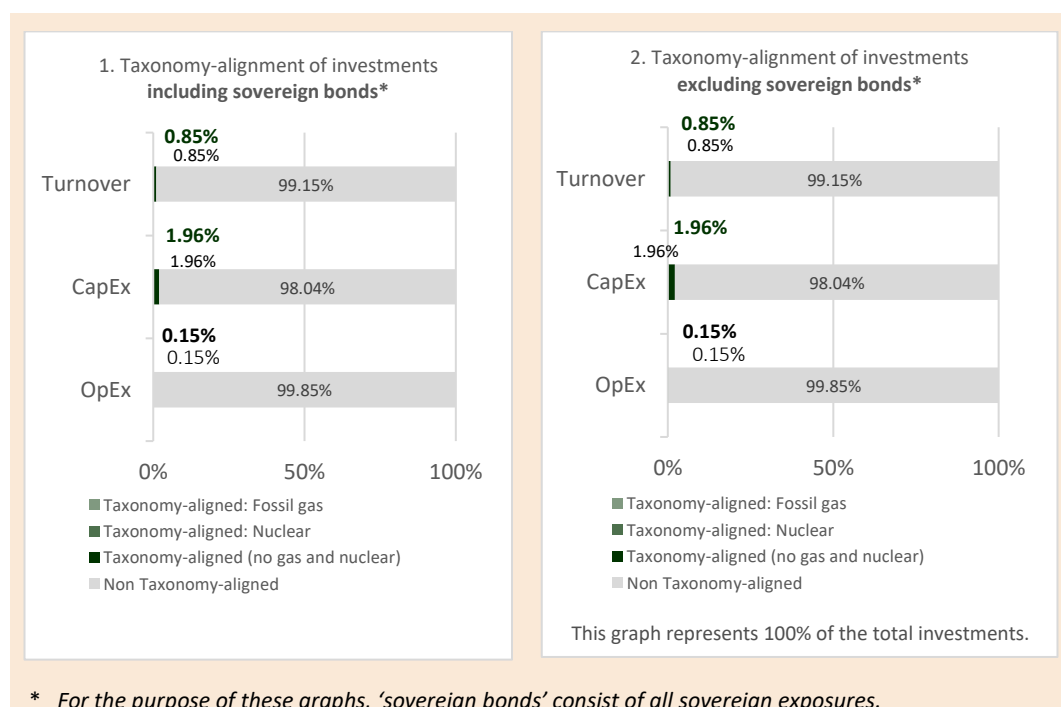 1. Taxonomy-alignment of investments
including sovereign bonds*
0.85%
0.85%
Turnover
99.15%
1.96%
1.96%
CapEx
98.04%
0.15%
0.15%
OpEx
99.85%
0%
50%
100%
Taxonomy-aligned: Fossil gas
Taxonomy-aligned: Nuclear
Taxonomy-aligned (no gas and nuclear)
Non Taxonomy-aligned
2. Taxonomy-alignment of investments
excluding sovereign bonds*
0.85%
0.85%
Turnover
99.15%
1.96%
1.96%
CapEx
98.04%
0.15%
0.15%
OpEx
99.85%
0%
50%
100%
Taxonomy-aligned: Fossil gas
Taxonomy-aligned: Nuclear
Taxonomy-aligned (no gas and nuclear)
Non Taxonomy-aligned
This graph represents 100% of the total investments.
* For the purpose of these graphs, ‘sovereign bonds’ consist of all sovereign exposures.